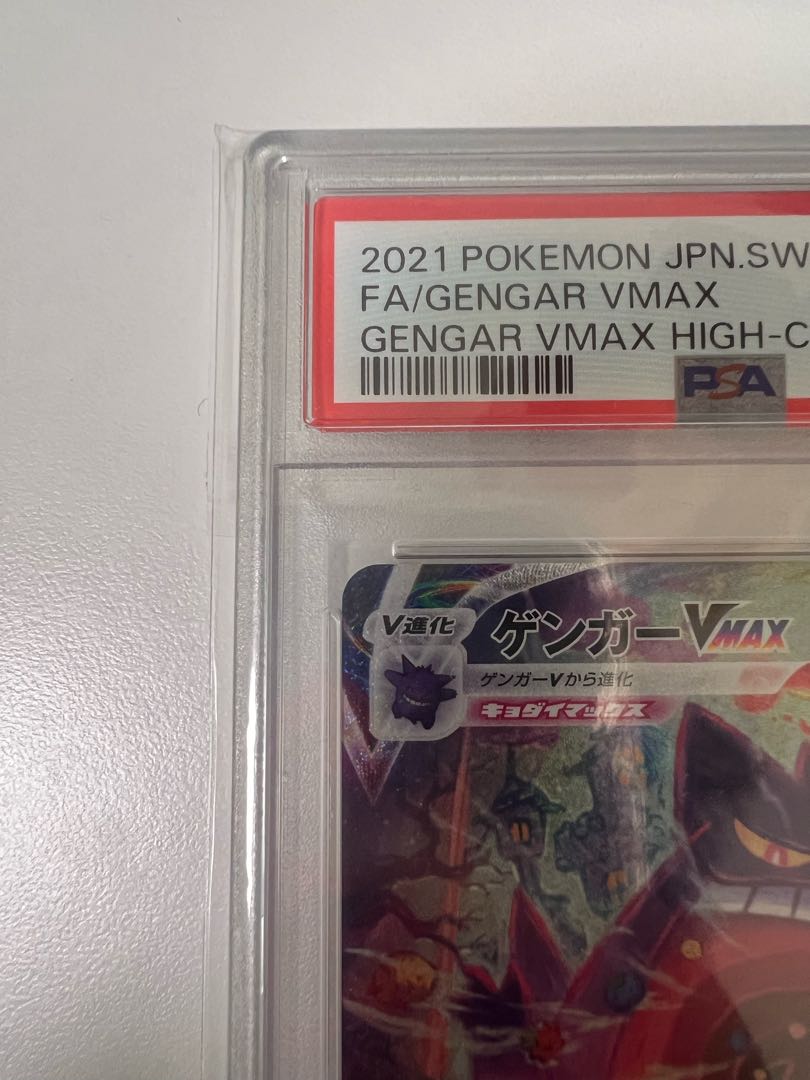 2021 POKEMON JPN.SW
FA/GENGAR VMAX
GENGAR VMAX HIGH-C
PSA
V進化
ゲンガーVMAX
ゲンガーVから進化
キョダイマックス